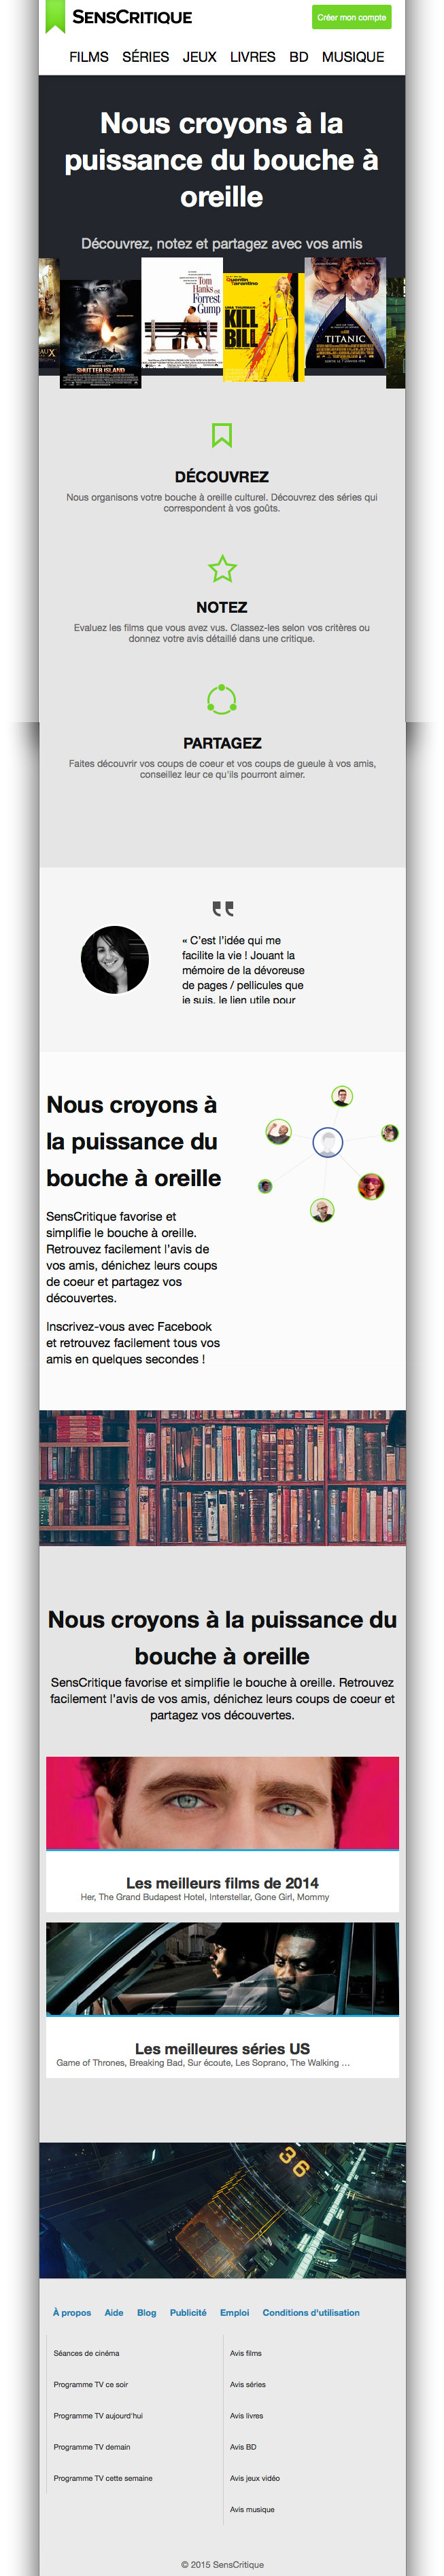 SENSCRITIQUE
Créer mon compte
FILMS SÉRIES JEUX LIVRES BD MUSIQUE
Nous croyons à la
puissance du bouche à
oreille
Découvrez, notez et partagez avec vos amis
SHUTTER ISLAND
Tom
Hanks est
Forrest
Gump
Quentin
Tarantino
KILL
BILL
TITANIC
DÉCOUVREZ
Nous organisons votre bouche à oreille culturel. Découvrez des séries qui
correspondent à vos goûts.
NOTEZ
Evaluez les films que vous avez vus. Classez-les selon vos critères ou
donnez votre avis détaillé dans une critique.
PARTAGEZ
Faites découvrir vos coups de coeur et vos coups de gueule à vos amis,
conseillez leur ce qu'ils pourront aimer.
« C'est l'idée qui me
facilite la vie ! Jouant la
mémoire de la dévoreuse
de pages / pellicules que
je suis, le lien utile pour
Nous croyons à
la puissance du
bouche à oreille
SensCritique favorise et
simplifie le bouche à oreille.
Retrouvez facilement l'avis de
vos amis, dénichez leurs coups
de coeur et partagez vos
découvertes.
Inscrivez-vous avec Facebook
et retrouvez facilement tous vos
amis en quelques secondes !
Nous croyons à la puissance du
bouche à oreille
SensCritique favorise et simplifie le bouche à oreille. Retrouvez
facilement l'avis de vos amis, dénichez leurs coups de coeur et
partagez vos découvertes.
Les meilleurs films de 2014
Her, The Grand Budapest Hotel, Interstellar, Gone Girl, Mommy
Les meilleures séries US
Game of Thrones, Breaking Bad, Sur écoute, Les Soprano, The Walking ...
36
À propos Aide Blog Publicité Emploi Conditions d'utilisation
Séances de cinéma
Programme TV ce soir
Programme TV aujourd'hui
Programme TV demain
Programme TV cette semaine
Avis films
Avis séries
Avis livres
Avis BD
Avis jeux vidéo
Avis musique
© 2015 SensCritique